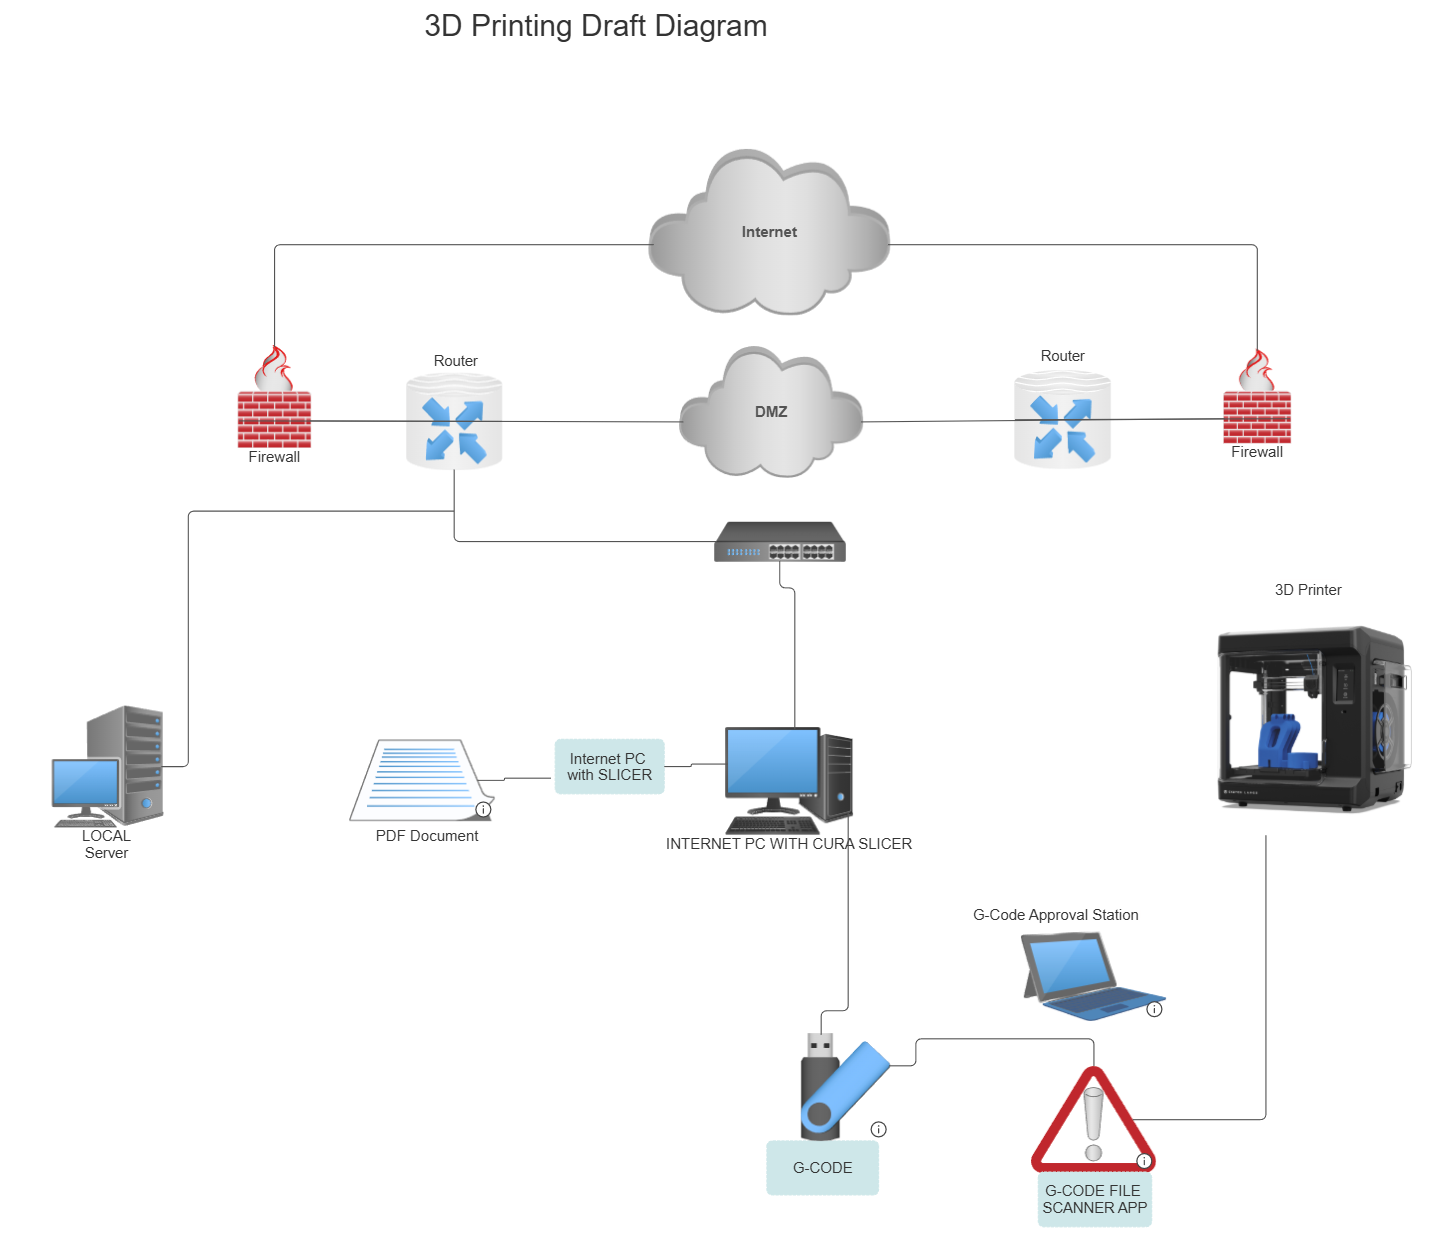 3D Printing Draft Diagram
Internet
Router
Router
DMZ
Firewall
Firewall
3D Printer
Internet PC
with SLICER
LOCAL
Server
PDF Document
INTERNET PC WITH CURA SLICER
G-Code Approval Station
G-CODE
G-CODE FILE
SCANNER APP